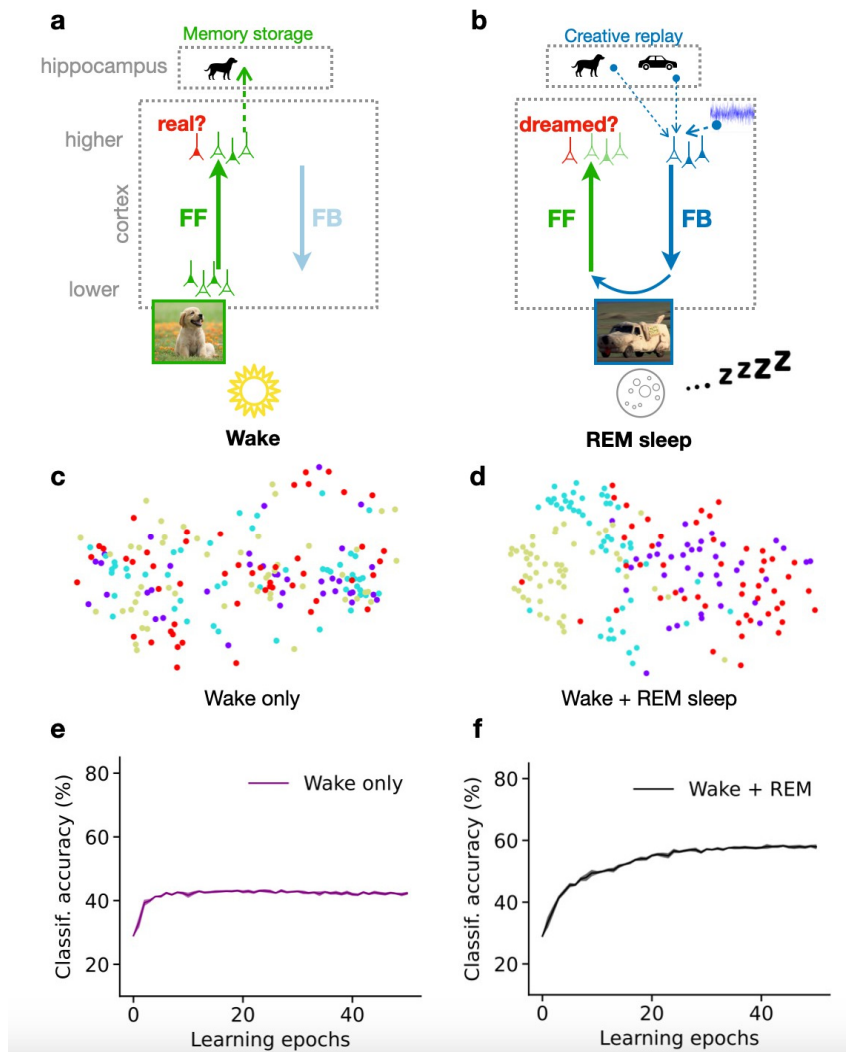 a
Memory storage
hippocampus
real?
higher
cortex
FF
FB
lower
Wake
b
Creative replay
dreamed?
FF
FB
... z z z z
REM sleep
c
Wake only
d
Wake + REM sleep
e
Classif. accuracy (%)
80
60
40
20
Wake only
0
20
40
Learning epochs
f
Classif. accuracy (%)
80
60
40
20
Wake + REM
0
20
40
Learning epochs